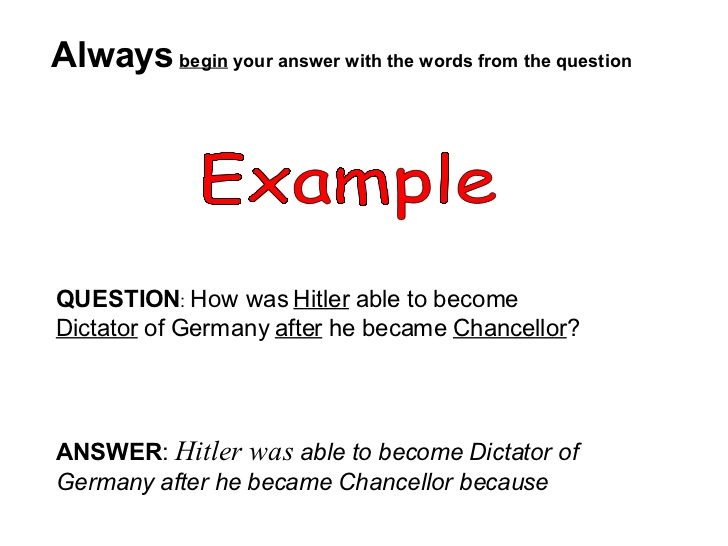 Always begin your answer with the words from the question
Example
QUESTION: How was Hitler able to become
Dictator of Germany after he became Chancellor?
ANSWER: Hitler was able to become Dictator of
Germany after he became Chancellor because